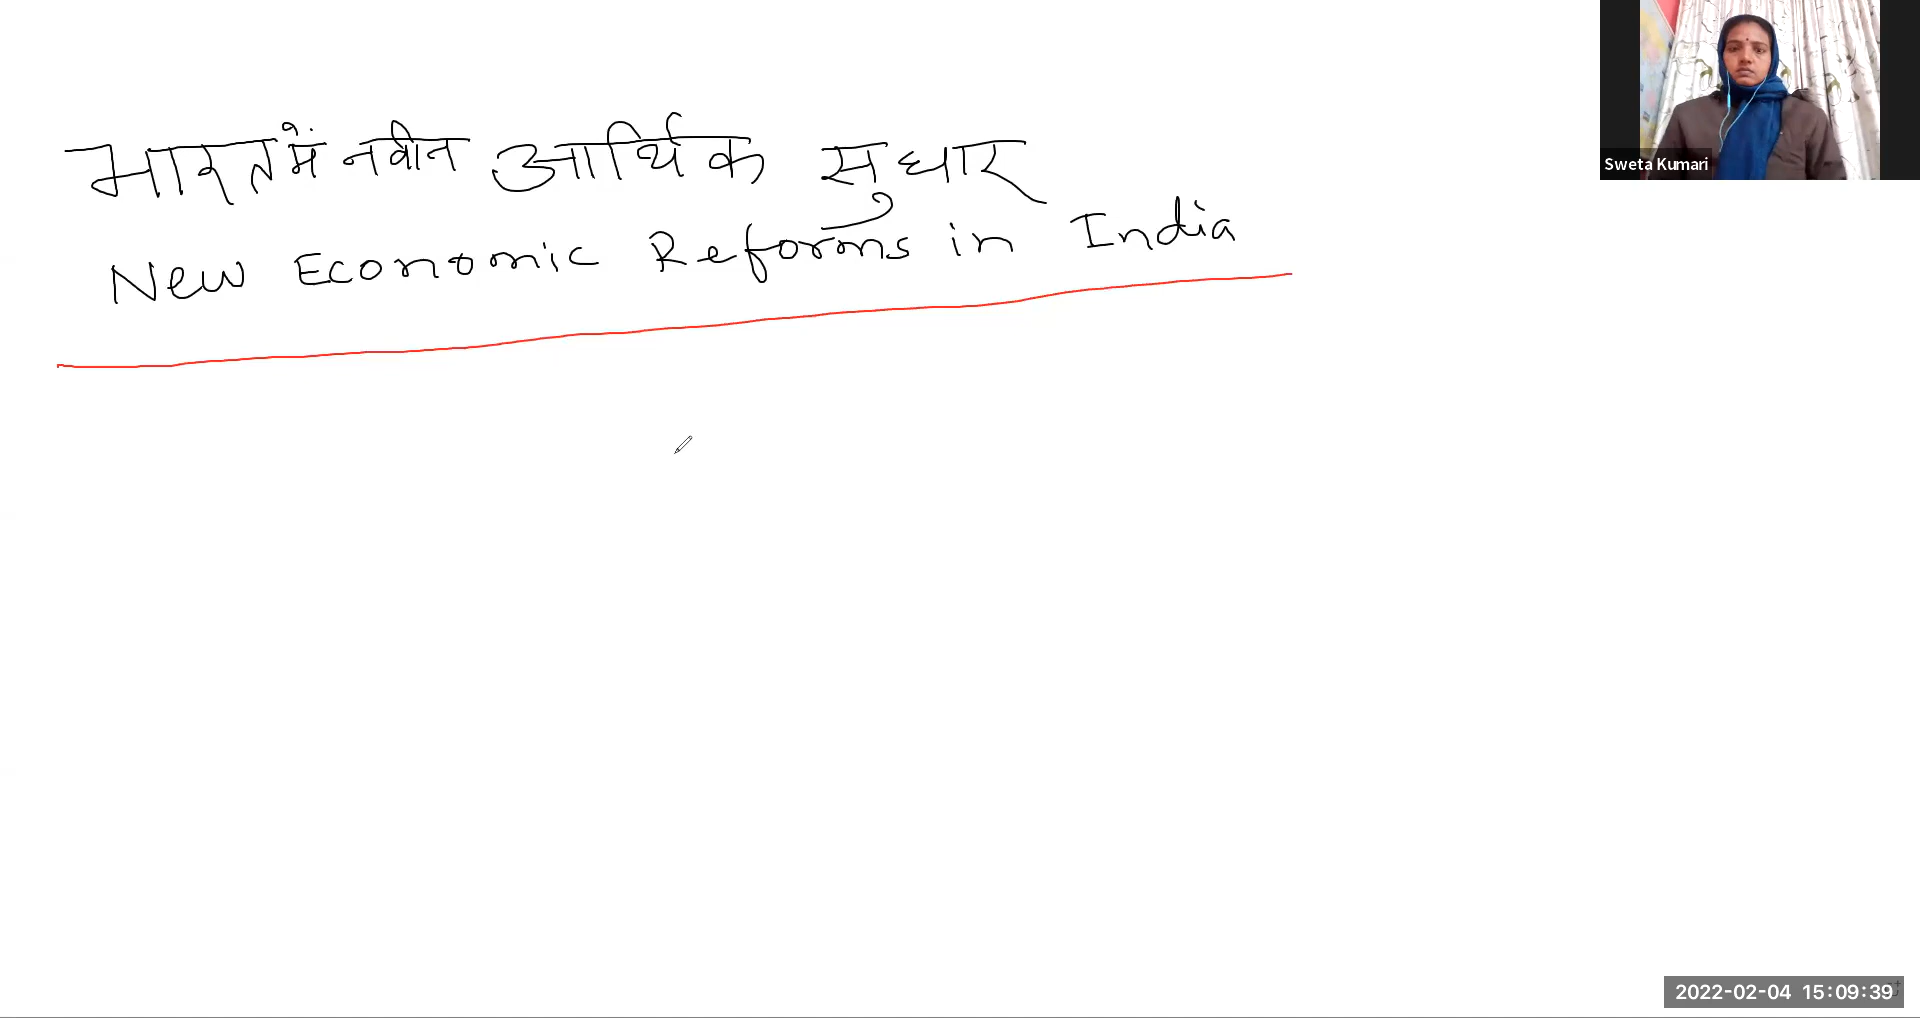 भारत में नवीन आर्थिक सुधार
New Economic Reforms in India
Sweta Kumari
2022-02-04 15:09:39